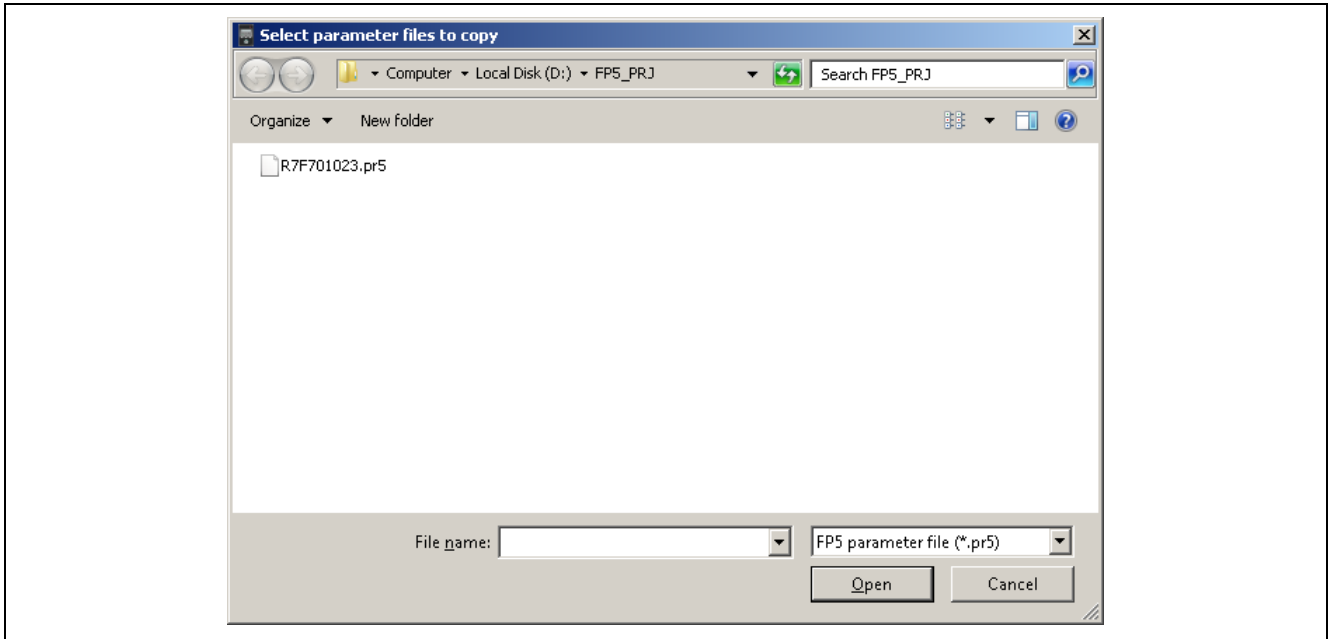 Select parameter files to copy
Computer Local Disk (D:) FP5_PRJ Search FP5_PRJ
Organize New folder
R7F701023.pr5
File name: FP5 parameter file (*.pr5)
Open Cancel